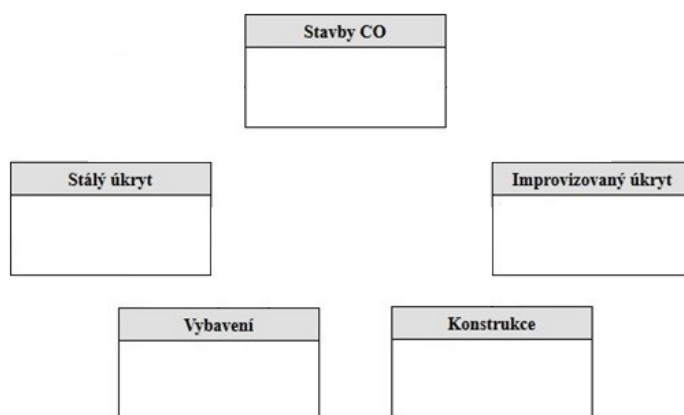 Stavby CO
Stálý úkryt
Improvizovaný úkryt
Vybavení
Konstrukce